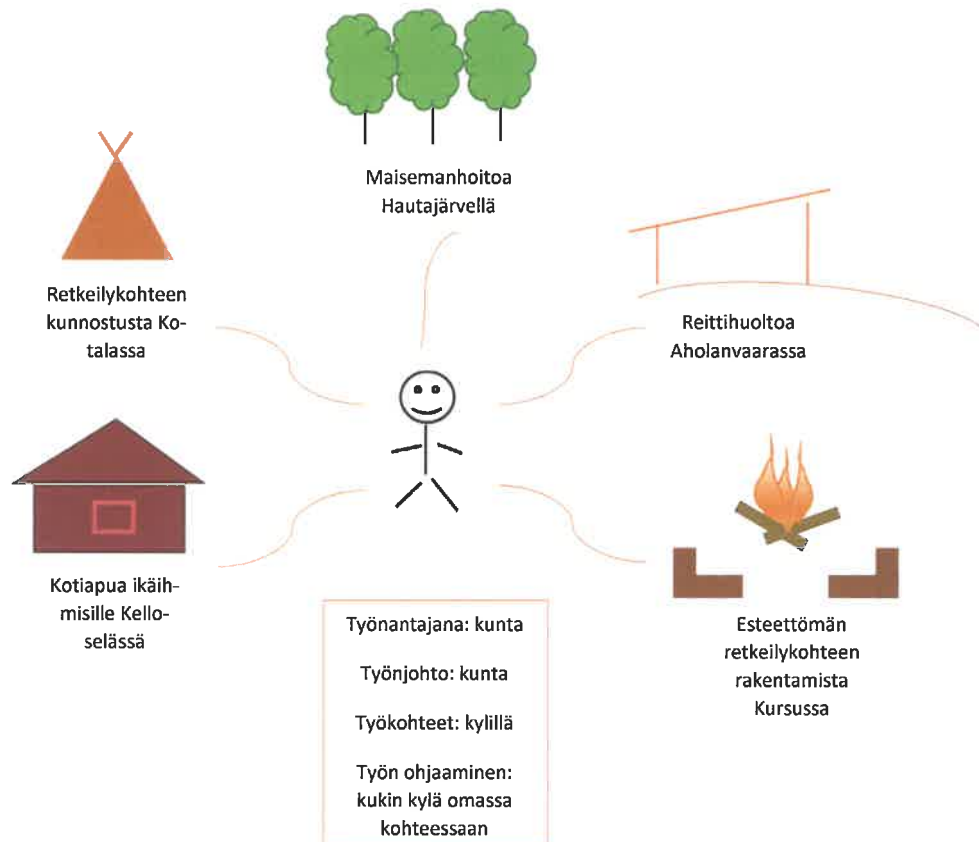 Maisemanhoitoa
Hautajärvellä
Retkeilykohteen
kunnostusta Ko-
talassa
Reittihuoltoa
Aholanvaarassa
Kotiapua ikäih-
misille Kello-
selässä
Esteettömän
retkeilykohteen
rakentamista
Kursussa
Työnantajana: kunta
Työnjohto: kunta
Työkohteet: kylillä
Työn ohjaaminen:
kukin kylä omassa
kohteessaan